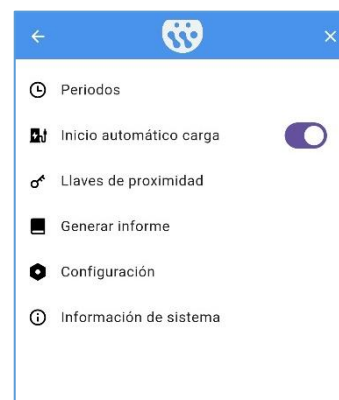 Periodos
Inicio automático carga
Llaves de proximidad
Generar informe
Configuración
Información de sistema